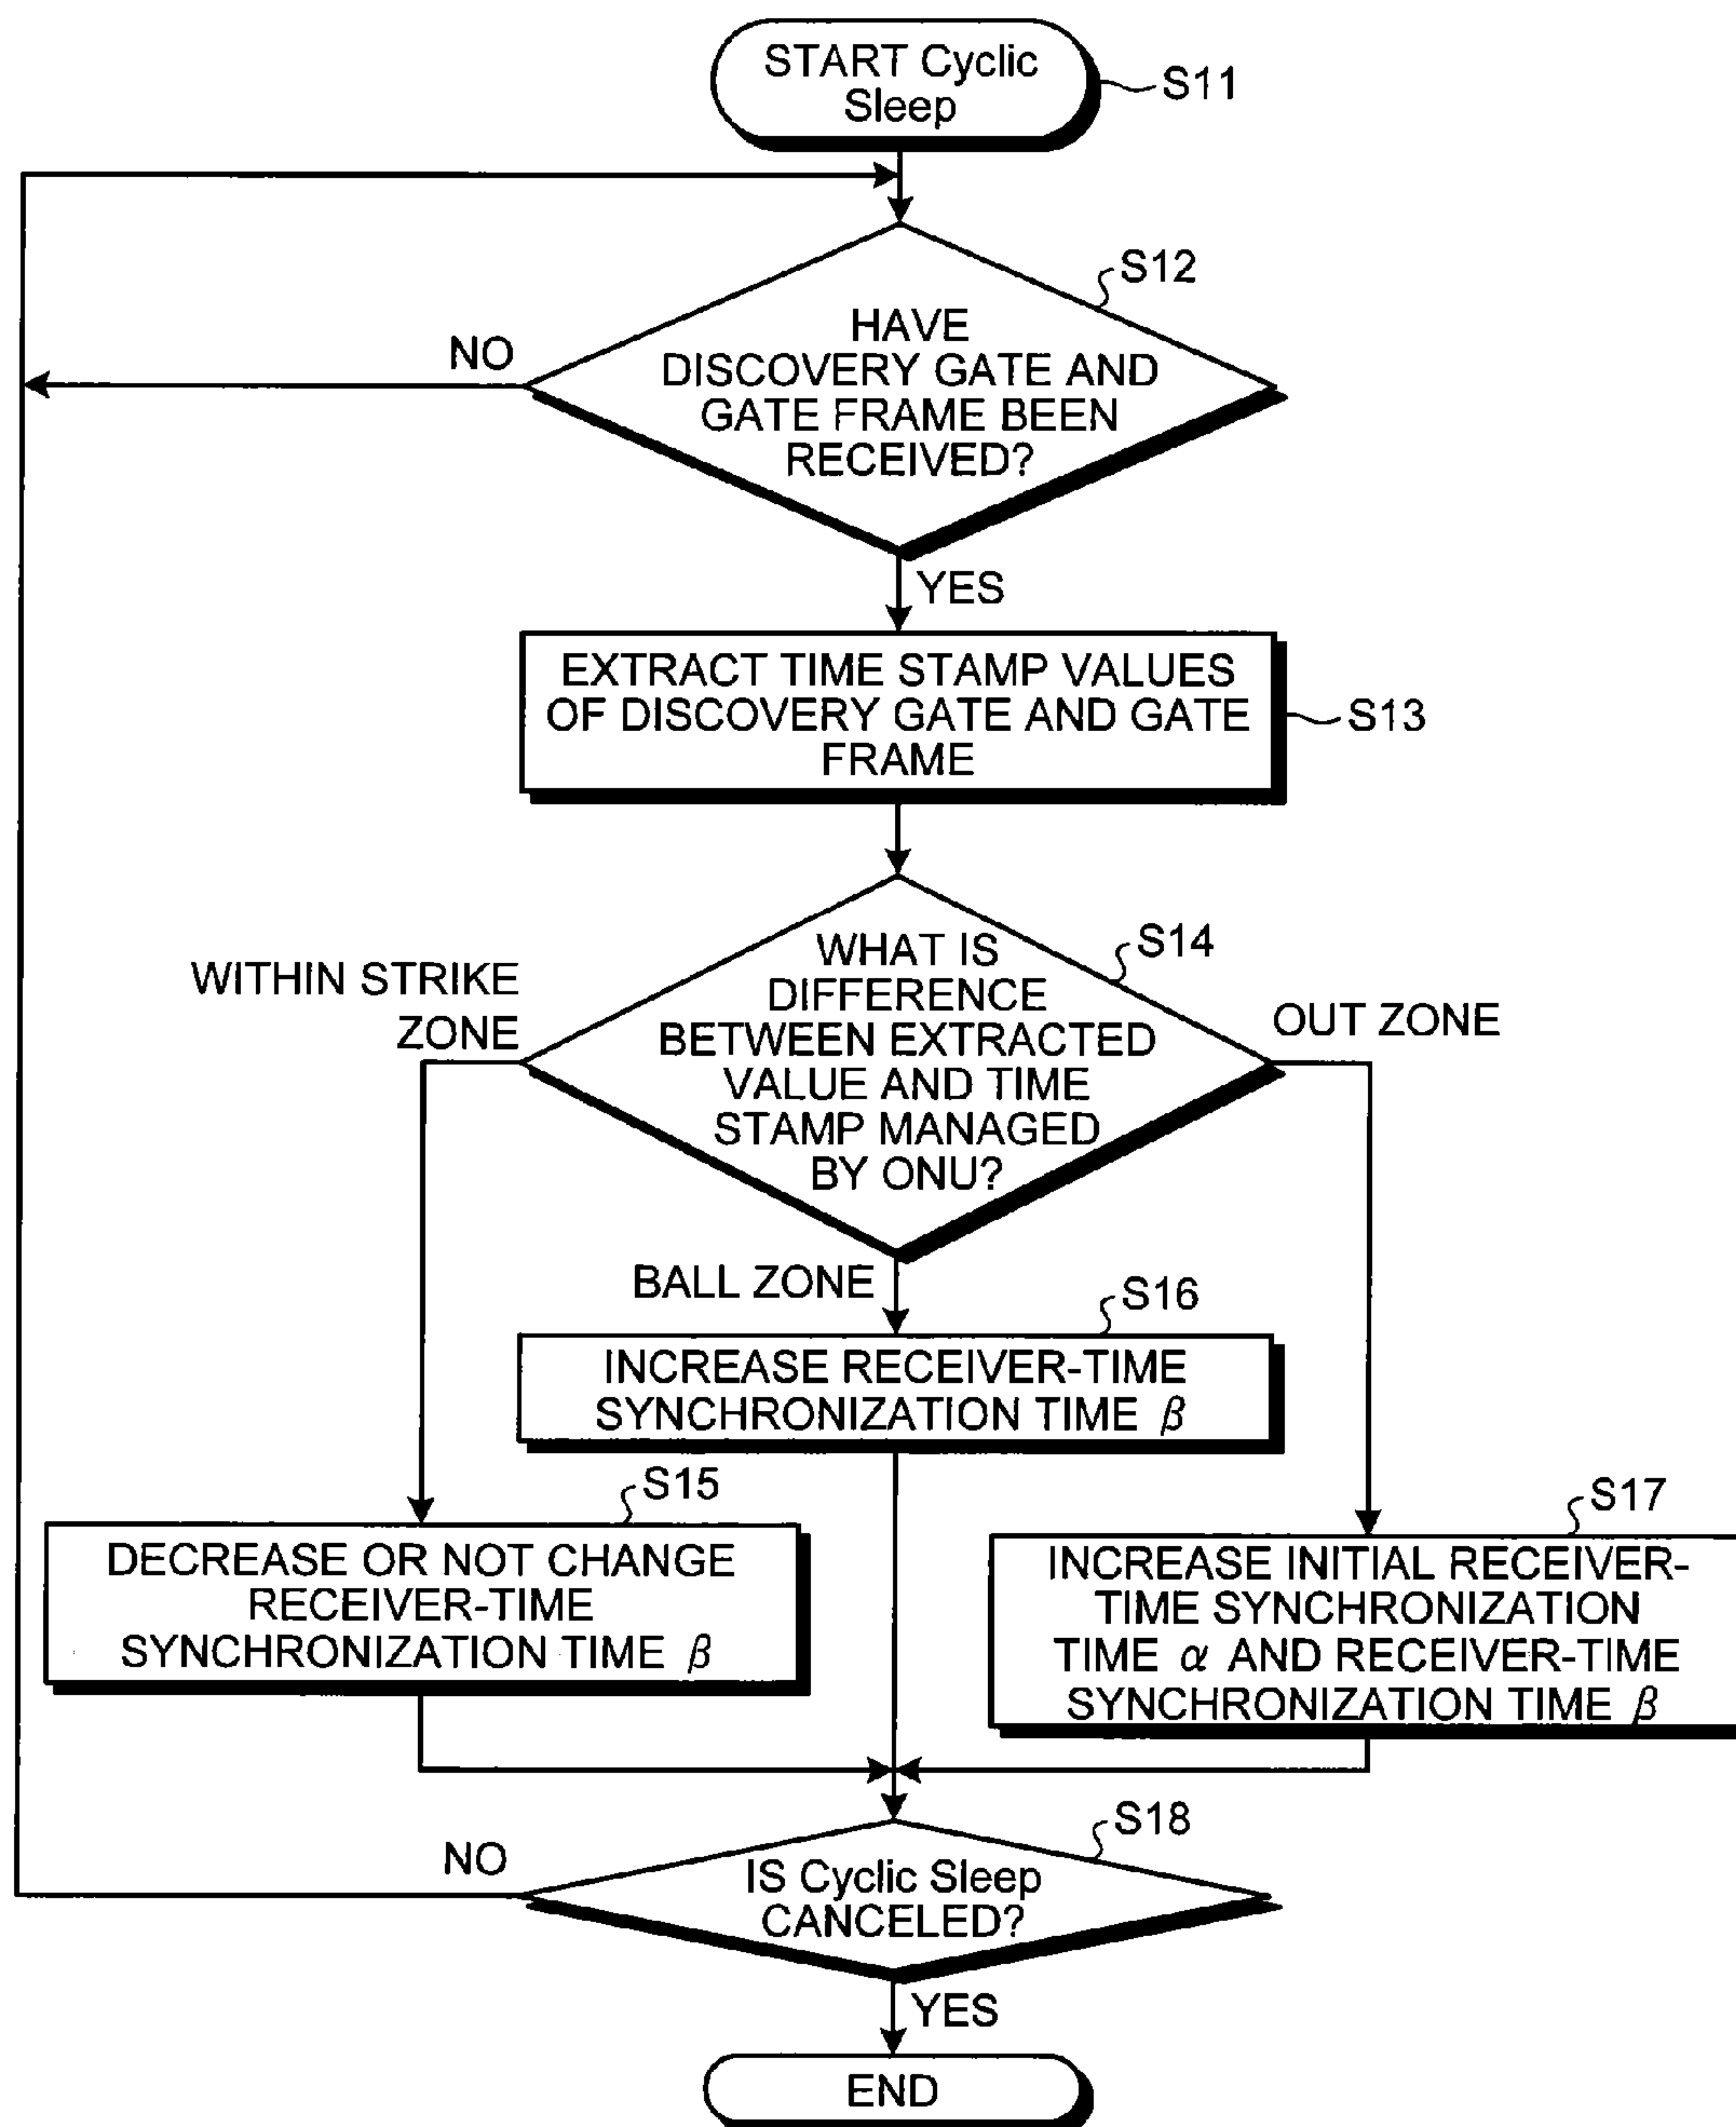 START Cyclic
Sleep
S11
S12
HAVE
DISCOVERY GATE AND
GATE FRAME BEEN
RECEIVED?
NO
YES
EXTRACT TIME STAMP VALUES
OF DISCOVERY GATE AND GATE
FRAME
S13
S14
WHAT IS
DIFFERENCE
BETWEEN EXTRACTED
VALUE AND TIME
STAMP MANAGED
BY ONU?
WITHIN STRIKE
ZONE
OUT ZONE
BALL ZONE
S16
INCREASE RECEIVER-TIME
SYNCHRONIZATION TIME β
S15
DECREASE OR NOT CHANGE
RECEIVER-TIME
SYNCHRONIZATION TIME β
S17
INCREASE INITIAL RECEIVER-
TIME SYNCHRONIZATION
TIME α AND RECEIVER-TIME
SYNCHRONIZATION TIME β
S18
NO
IS Cyclic Sleep
CANCELED?
YES
END